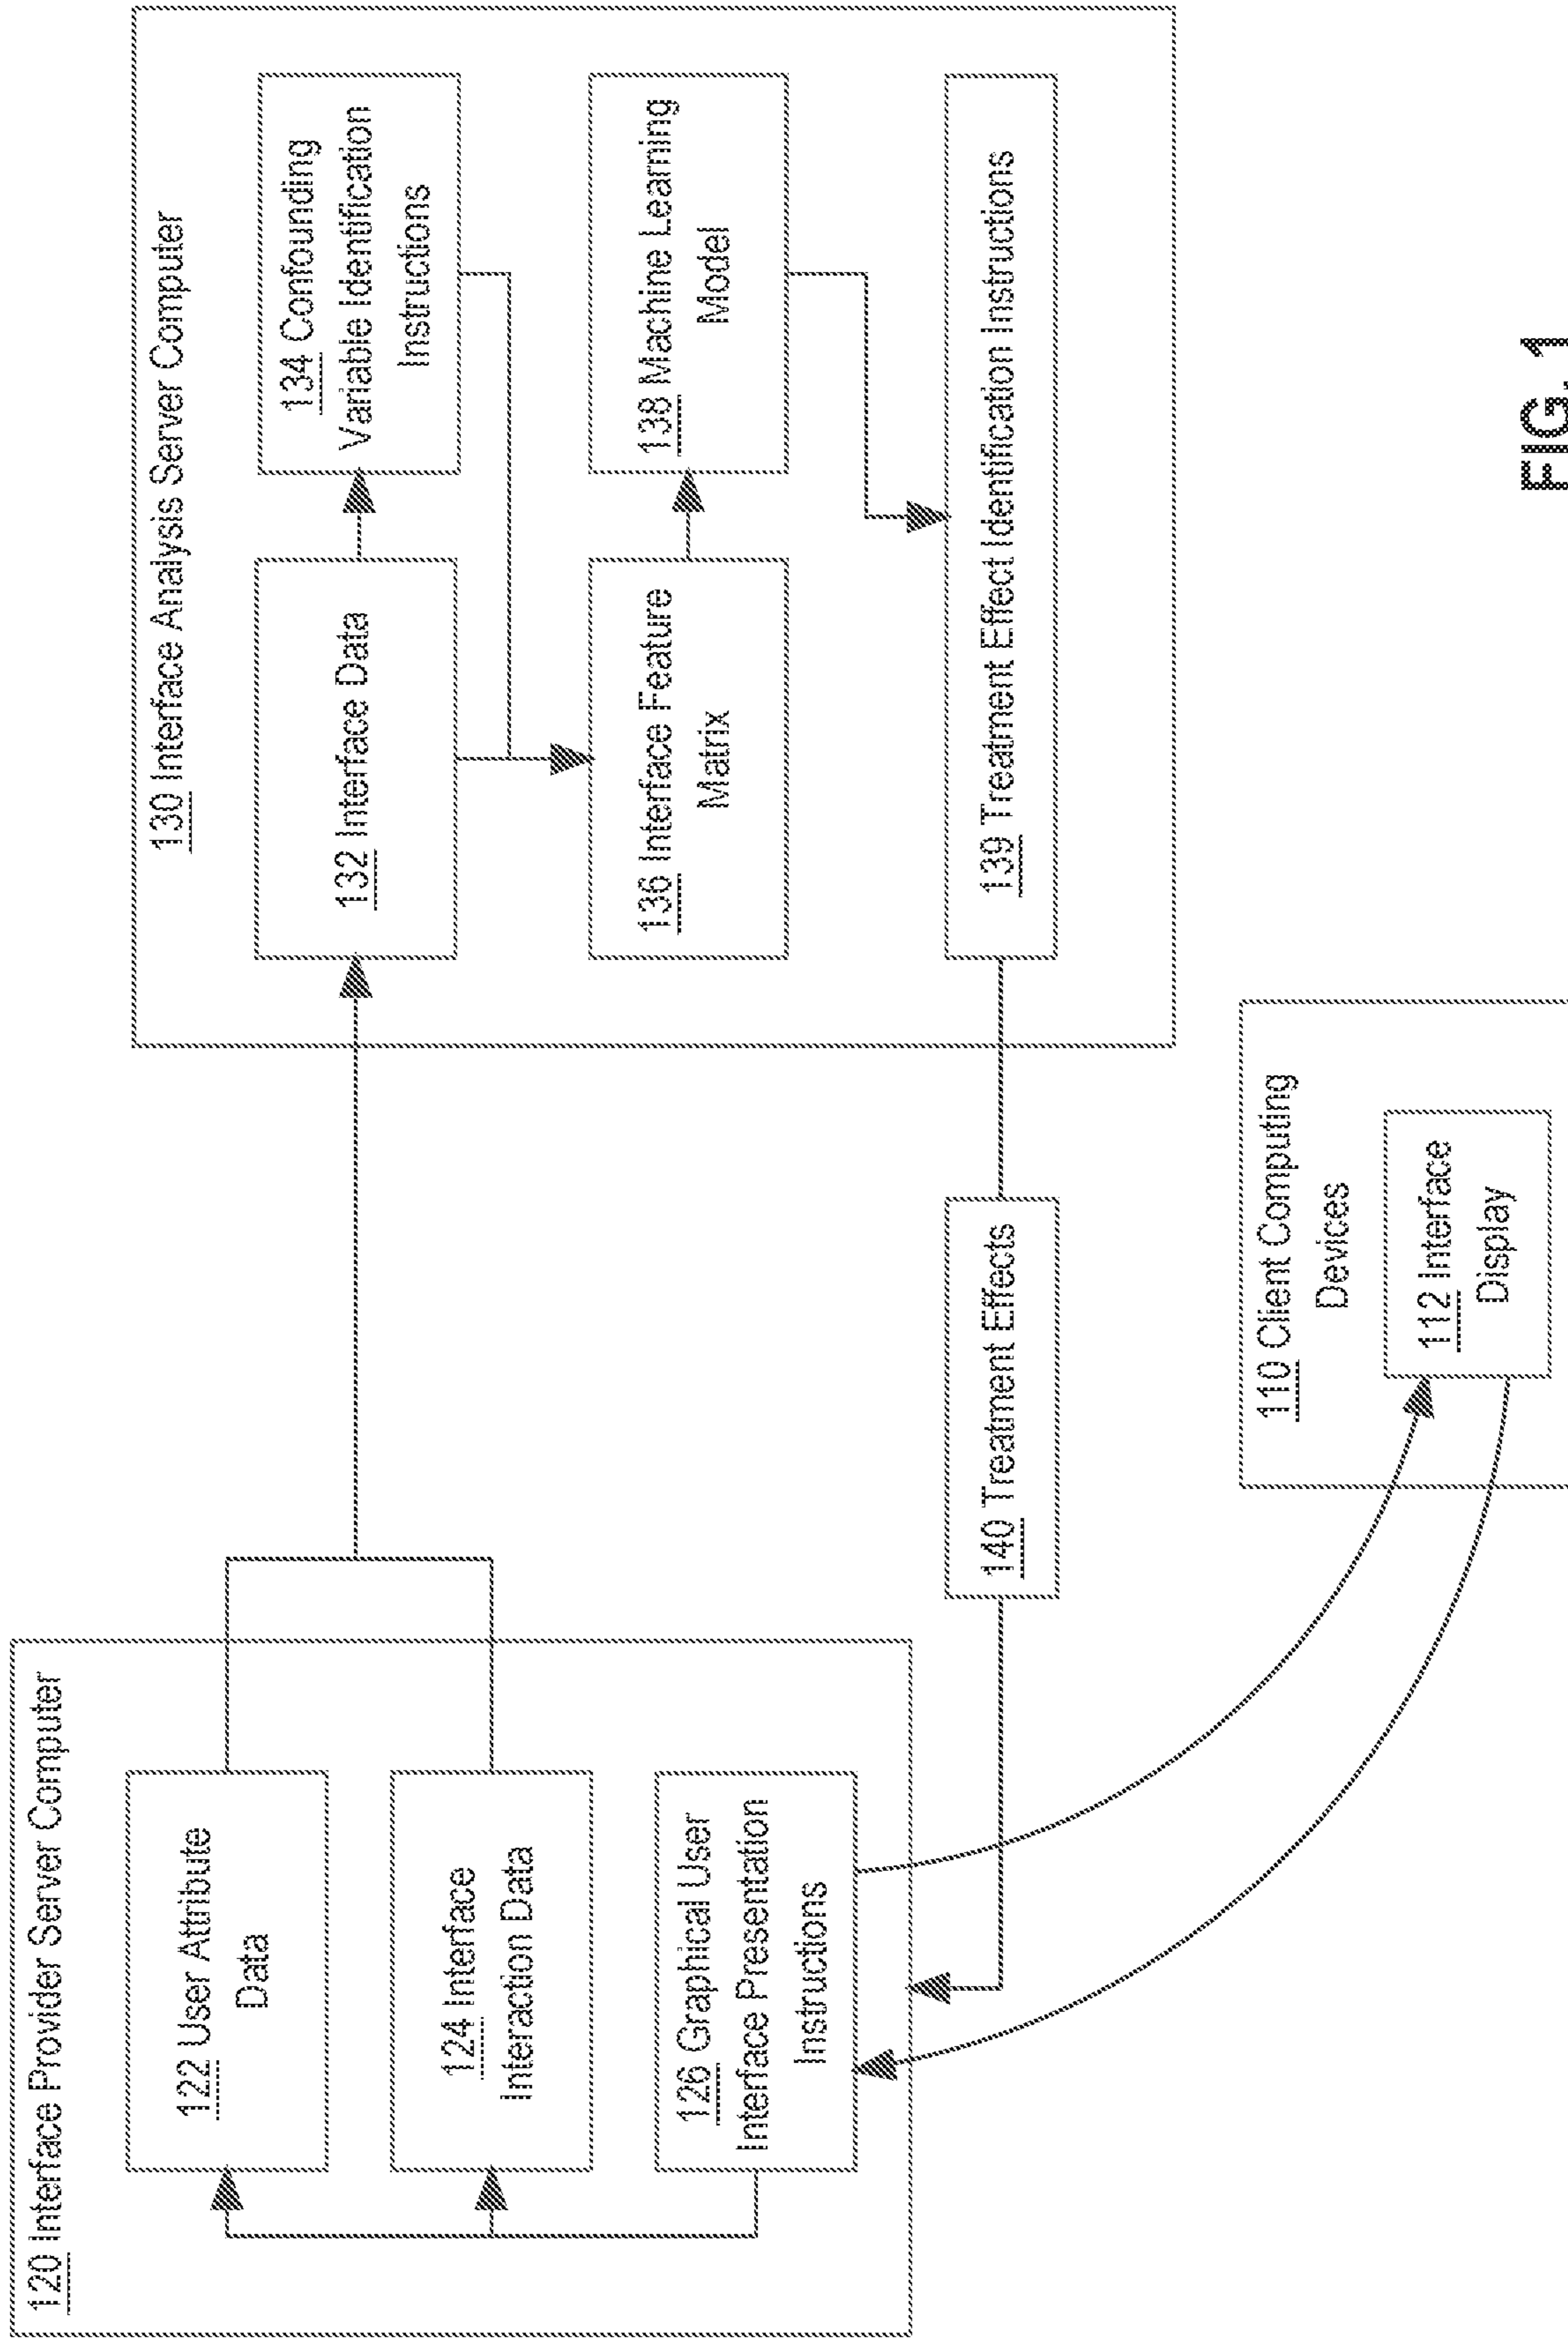 120 Interface Provider Server Computer
122 User Attribute
Data
124 Interface
Interaction Data
126 Graphical User
Interface Presentation
Instructions
130 Interface Analysis Server Computer
132 Interface Data
134 Confounding
Variable Identification
Instructions
136 Interface Feature
Matrix
138 Machine Learning
Model
139 Treatment Effect Identification Instructions
140 Treatment Effects
110 Client Computing
Devices
112 Interface
Display
FIG. 1